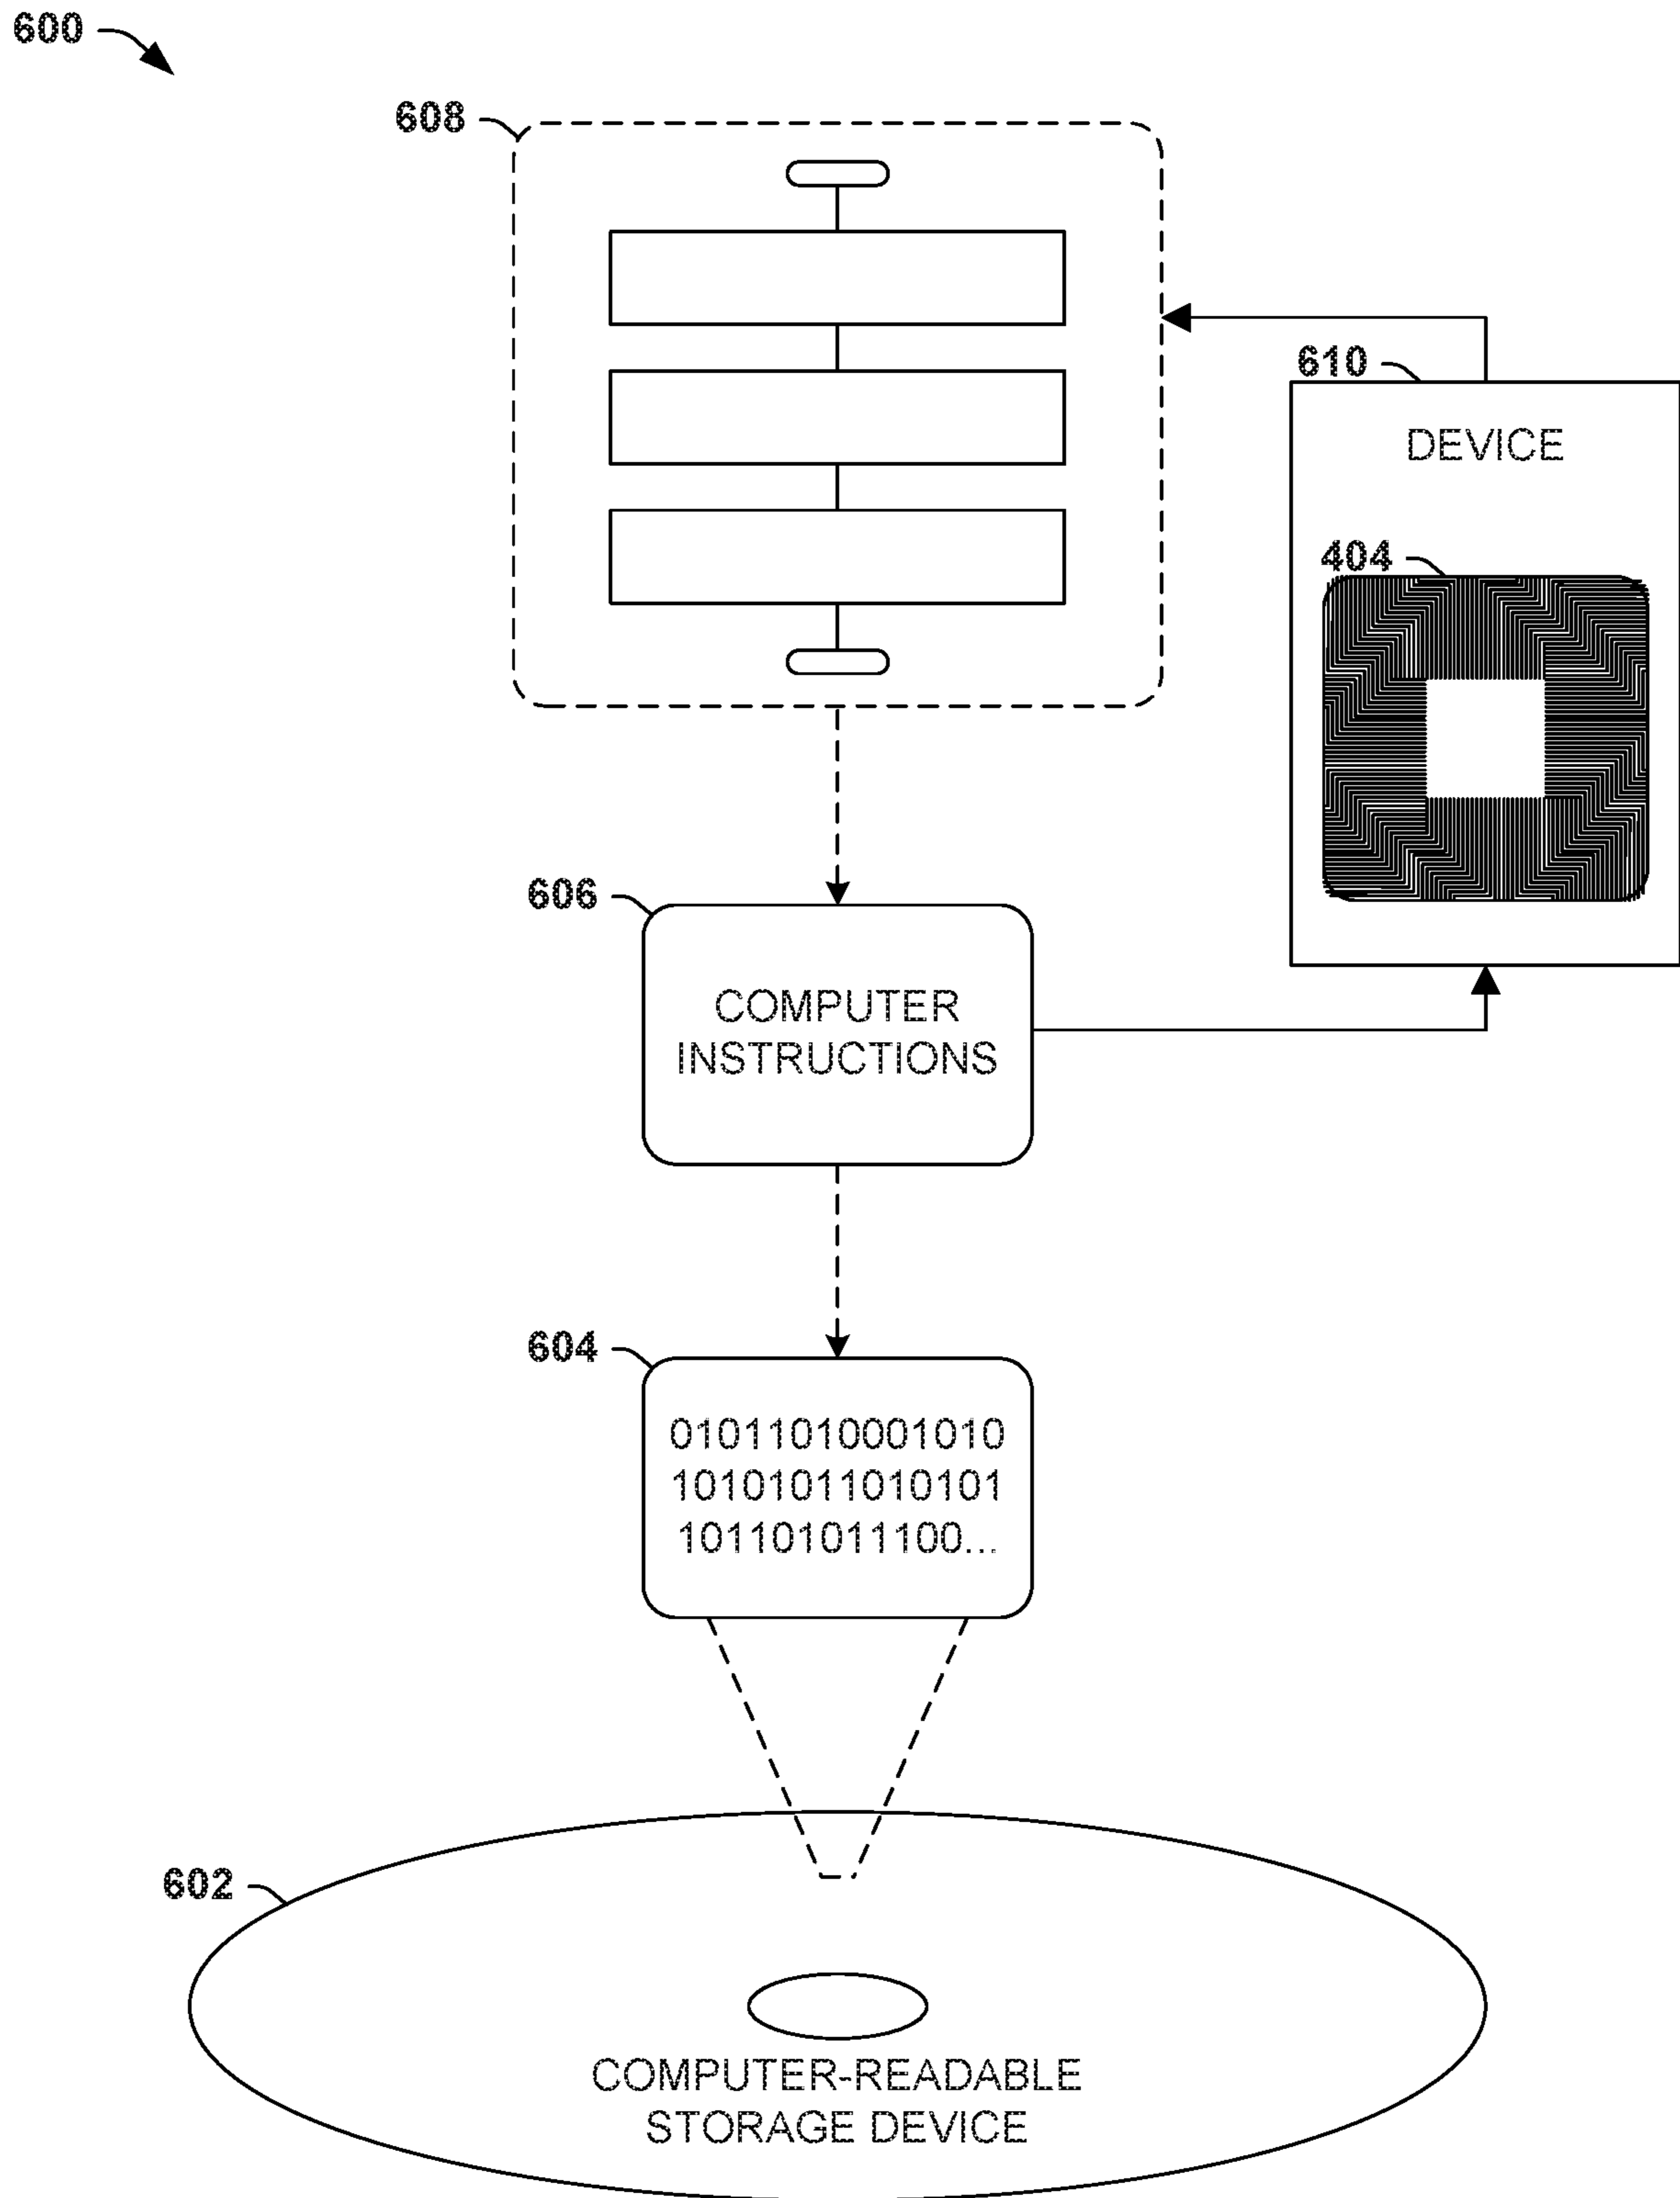 600
608
610
DEVICE
404
606
COMPUTER
INSTRUCTIONS
604
01011010001010
10101011010101
101101011100...
602
COMPUTER-READABLE
STORAGE DEVICE